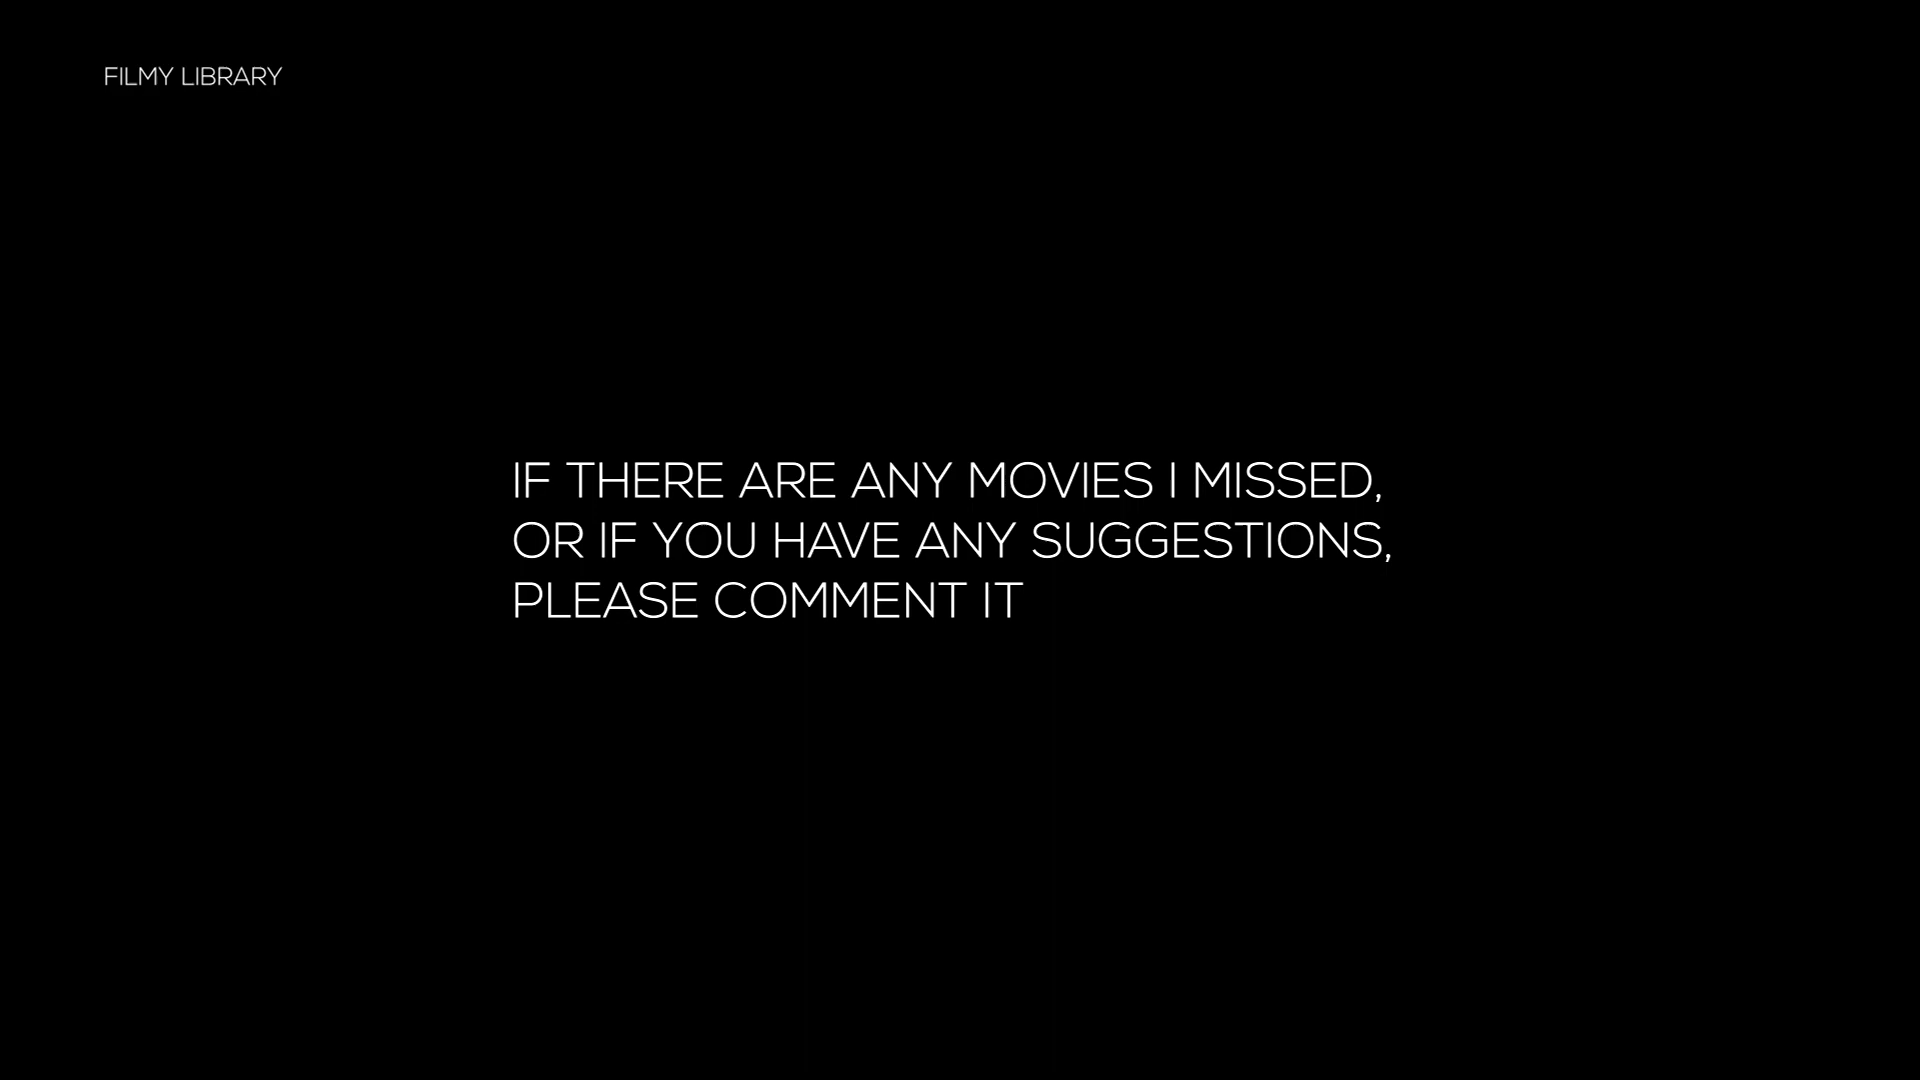 FILMY LIBRARY
IF THERE ARE ANY MOVIES I MISSED,
OR IF YOU HAVE ANY SUGGESTIONS,
PLEASE COMMENT IT